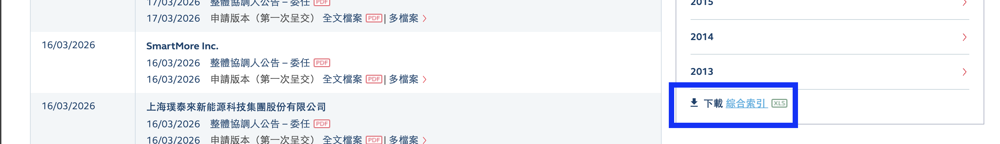 17/03/2026 整體協調人公告 – 委任 PDF
17/03/2026 申請版本（第一次呈交） 全文檔案 PDF | 多檔案
16/03/2026
SmartMore Inc.
16/03/2026 整體協調人公告 – 委任 PDF
16/03/2026 申請版本（第一次呈交） 全文檔案 PDF | 多檔案
16/03/2026
上海璞泰來新能源科技集團股份有限公司
16/03/2026 整體協調人公告 – 委任 PDF
16/03/2026 申請版本（第一次呈交） 全文檔案 PDF | 多檔案
2015
2014
2013
下載 綜合索引 XLS